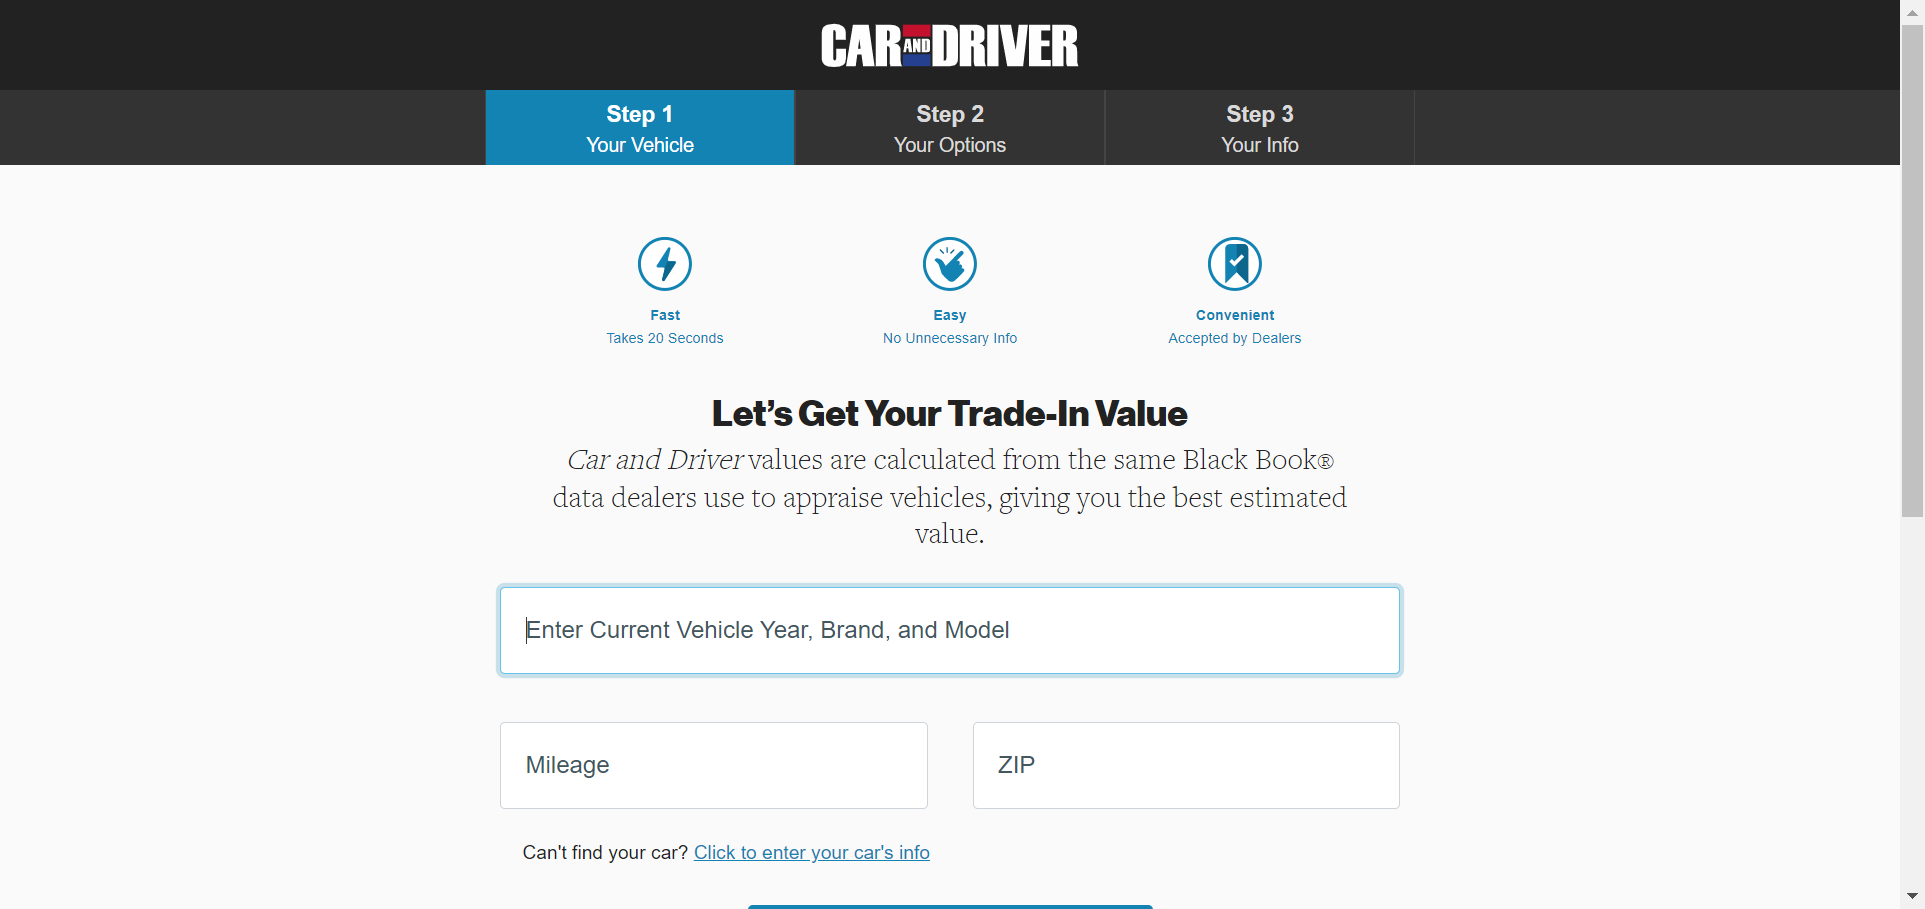 CAR AND DRIVER
Step 1
Your Vehicle
Step 2
Your Options
Step 3
Your Info
Fast
Takes 20 Seconds
Easy
No Unnecessary Info
Convenient
Accepted by Dealers
Let’s Get Your Trade-In Value
Car and Driver values are calculated from the same Black Book®
data dealers use to appraise vehicles, giving you the best estimated
value.
Enter Current Vehicle Year, Brand, and Model
Mileage
ZIP
Can't find your car? Click to enter your car's info